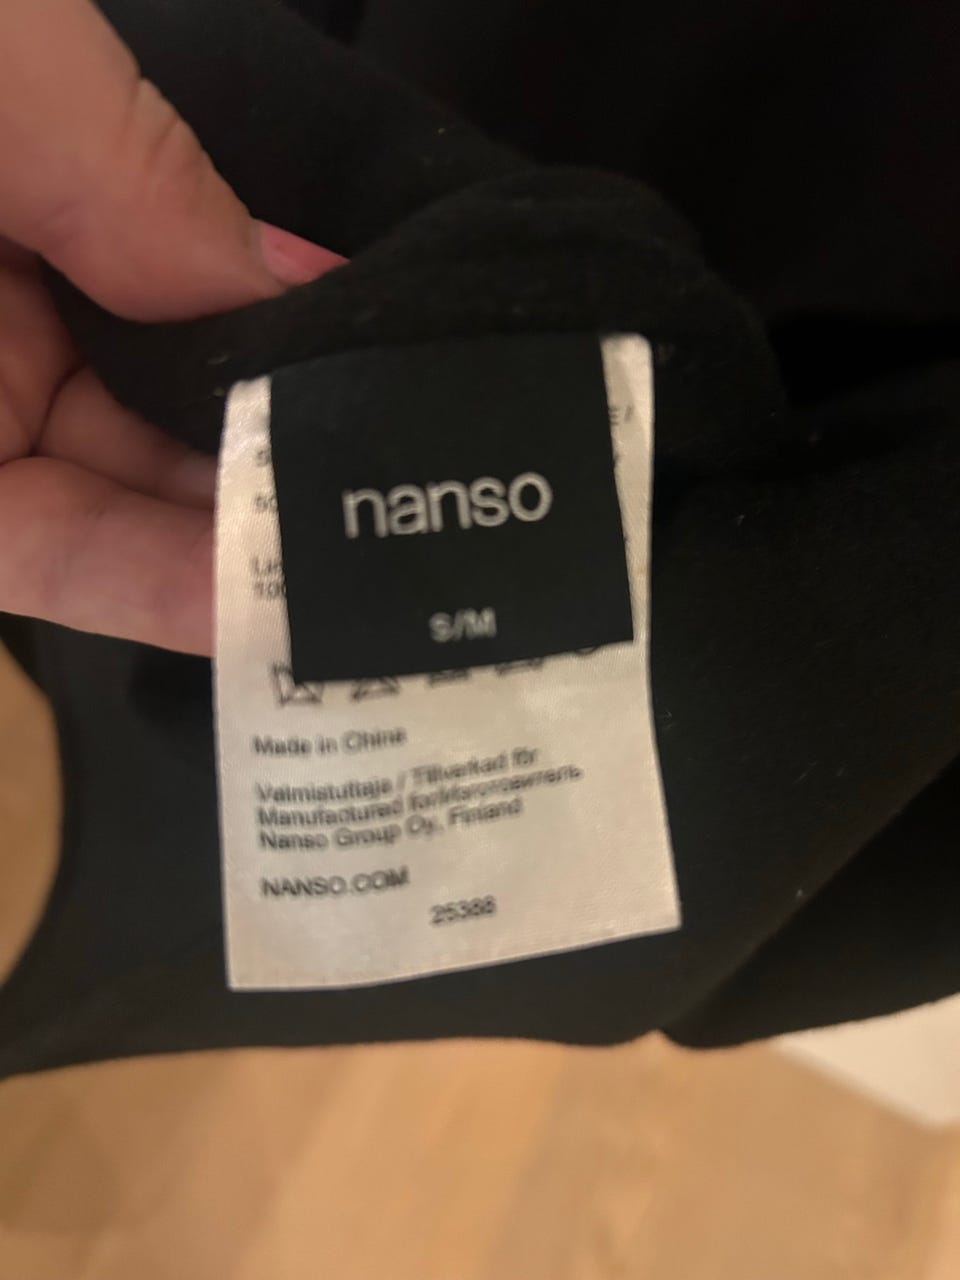 nanso
S/M
Made in China
Valmistuttaja / Tillverkad för
Manufactured for/Изготовитель
Nanso Group Oy, Finland
NANSO.COM
25388